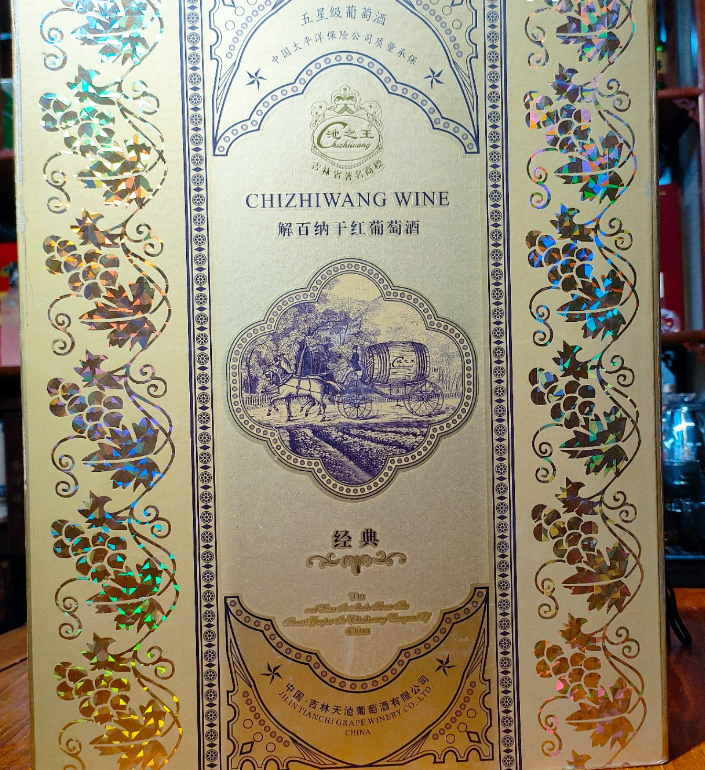 五星级葡萄酒
中国太平洋保险公司质量承保
池之王
Chizhiwang
吉林省著名商标
CHIZHIWANG WINE
解百纳干红葡萄酒
经典
The
China
中国·吉林天池葡萄酒有限公司
JILIN TIANCHI GRAPE WINERY CO., LTD
CHINA